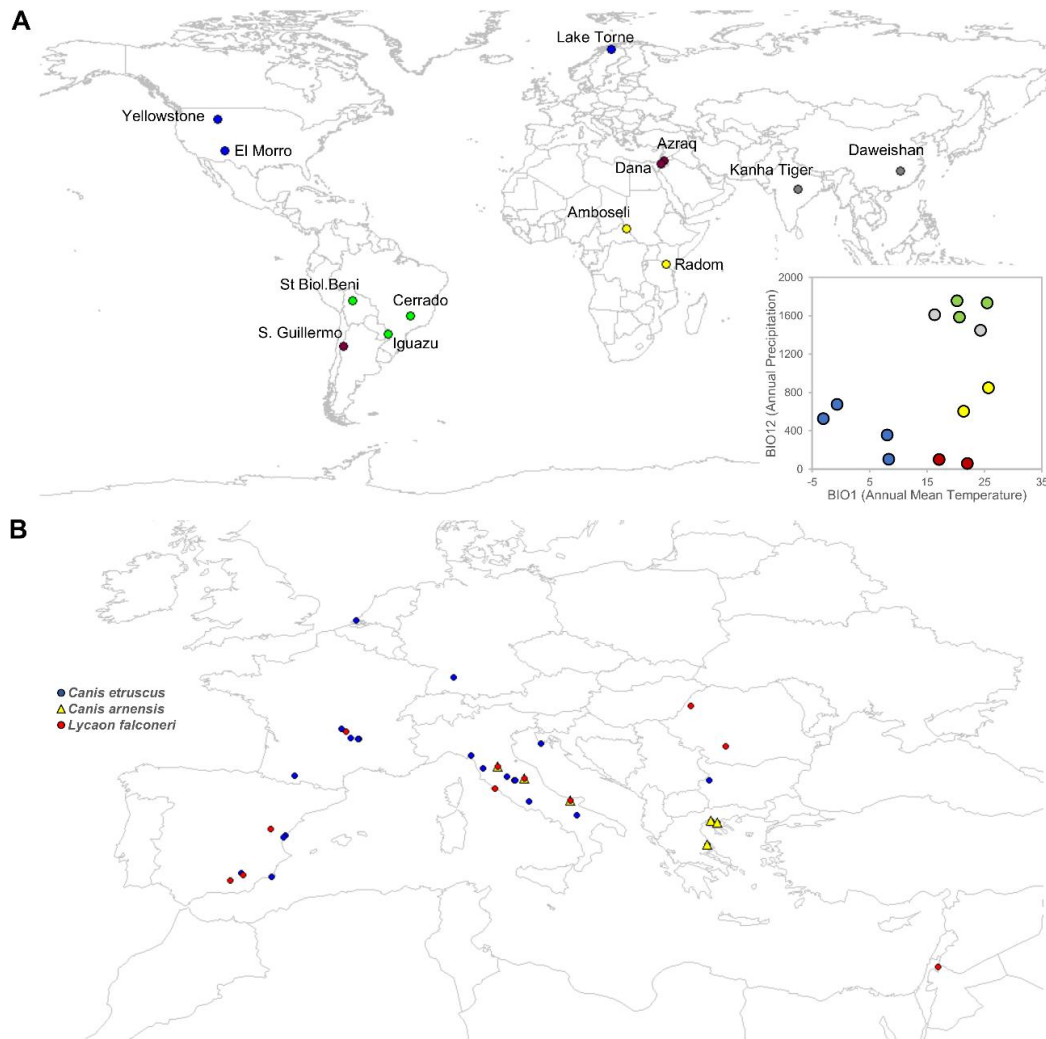 A
Lake Torne
Yellowstone
El Morro
Azraq
Dana
Daweishan
Kanha Tiger
Amboseli
Radom
St Biol.Beni
Cerrado
S. Guillermo
Iguazu
2000
1600
1200
800
400
0
BIO12 (Annual Precipitation)
-5 5 15 25 35
BIO1 (Annual Mean Temperature)
B
Canis etruscus
Canis arnensis
Lycaon falconeri